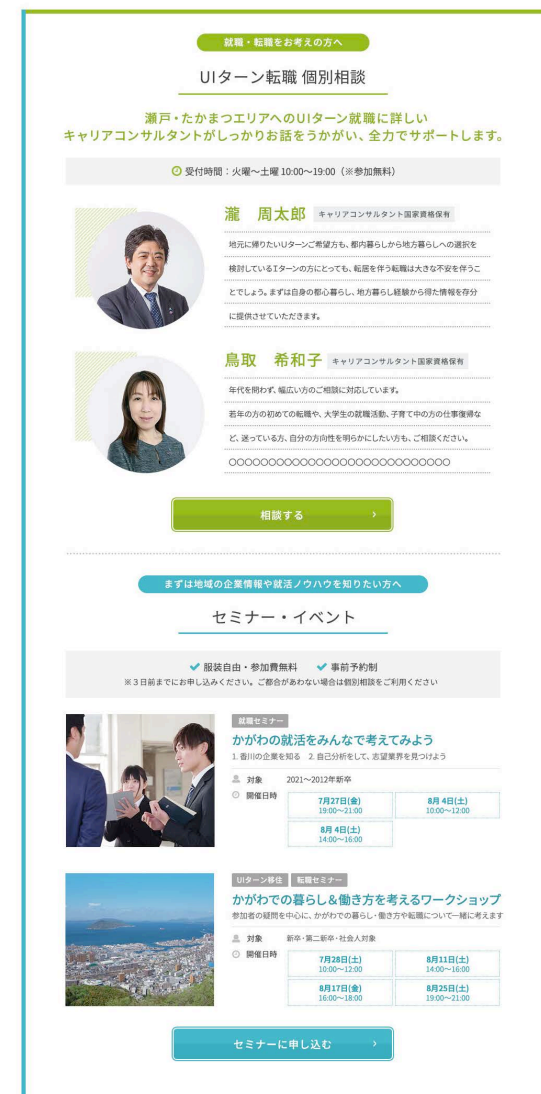 就職・転職をお考えの方へ
UIターン転職 個別相談
瀬戸・たかまつエリアへのUIターン就職に詳しい
キャリアコンサルタントがしっかりお話をうかがい、全力でサポートします。
受付時間：火曜～土曜 10:00～19:00（※参加無料）
瀧　周太郎 キャリアコンサルタント国家資格保有
地元に帰りたいUターンご希望方も、都内暮らしから地方暮らしへの選択を
検討しているIターンの方にとっても、転居を伴う転職は大きな不安を伴うこ
とでしょう。まずは自身の都心暮らし、地方暮らし経験から得た情報を存分
に提供させていただきます。
鳥取　希和子 キャリアコンサルタント国家資格保有
年代を問わず、幅広い方のご相談に対応しています。
若年の方の初めての転職や、大学生の就職活動、子育て中の方の仕事復帰な
ど、迷っている方、自分の方向性を明らかにしたい方も、ご相談ください。
〇〇〇〇〇〇〇〇〇〇〇〇〇〇〇〇〇〇〇〇〇〇〇〇〇〇〇〇
相談する
まずは地域の企業情報や就活ノウハウを知りたい方へ
セミナー・イベント
服装自由・参加費無料 事前予約制
※３日前までにお申し込みください。ご都合があわない場合は個別相談をご利用ください
就職セミナー
かがわの就活をみんなで考えてみよう
1. 香川の企業を知る　2. 自己分析をして、志望業界を見つけよう
対象 2021～2012年新卒
開催日時
7月27日(金) 8月 4日(土)
19:00～21:00 10:00～12:00
8月 4日(土)
14:00～16:00
UIターン移住 転職セミナー
かがわでの暮らし＆働き方を考えるワークショップ
参加者の疑問を中心に、かがわでの暮らし・働き方や転職について一緒に考えます
対象 新卒・第二新卒・社会人対象
開催日時
7月28日(土) 8月11日(土)
10:00～12:00 14:00～16:00
8月17日(金) 8月25日(土)
16:00～18:00 19:00～21:00
セミナーに申し込む